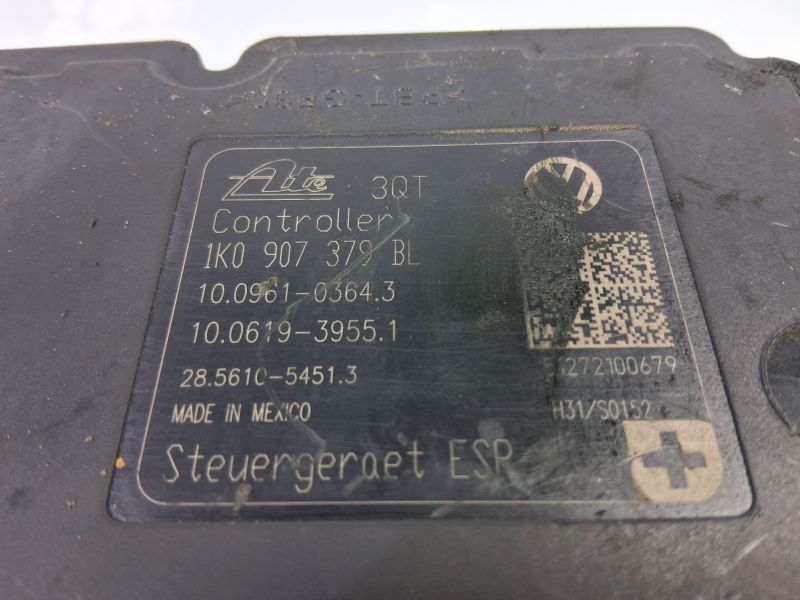 Ate 3QT
Controller
1K0 907 379 BL
10.0961-0364.3
10.0619-3955.1
28.5610-5451.3
MADE IN MEXICO
H31/S0152
Steuergeraet